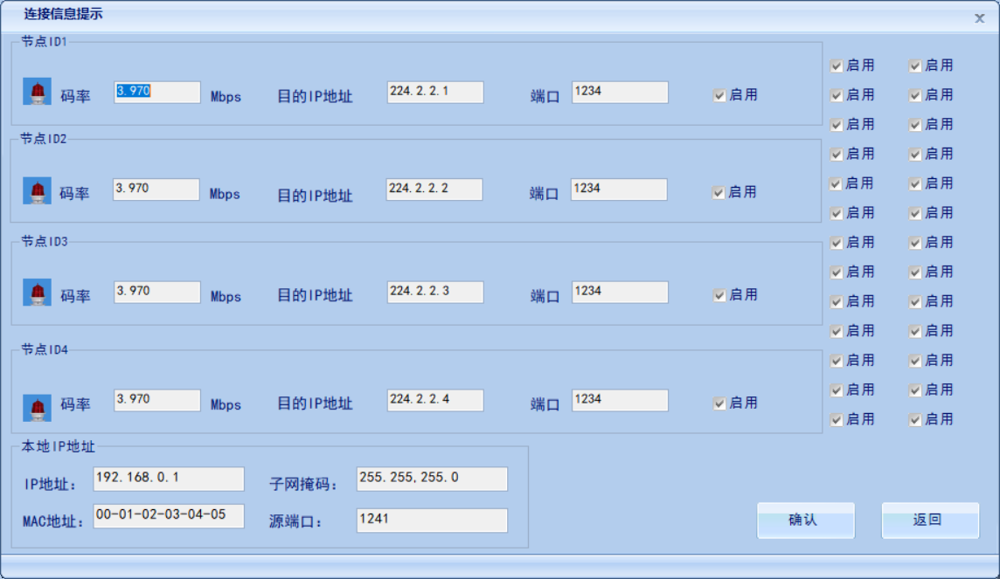 连接信息提示
x
节点ID1
码率 3.970 Mbps 目的IP地址 224.2.2.1 端口 1234 启用
节点ID2
码率 3.970 Mbps 目的IP地址 224.2.2.2 端口 1234 启用
节点ID3
码率 3.970 Mbps 目的IP地址 224.2.2.3 端口 1234 启用
节点ID4
码率 3.970 Mbps 目的IP地址 224.2.2.4 端口 1234 启用
启用 启用
启用 启用
启用 启用
启用 启用
启用 启用
启用 启用
启用 启用
启用 启用
启用 启用
启用 启用
启用 启用
启用 启用
启用 启用
本地IP地址
IP地址: 192.168.0.1 子网掩码: 255.255,255.0
MAC地址: 00-01-02-03-04-05 源端口: 1241
确认 返回